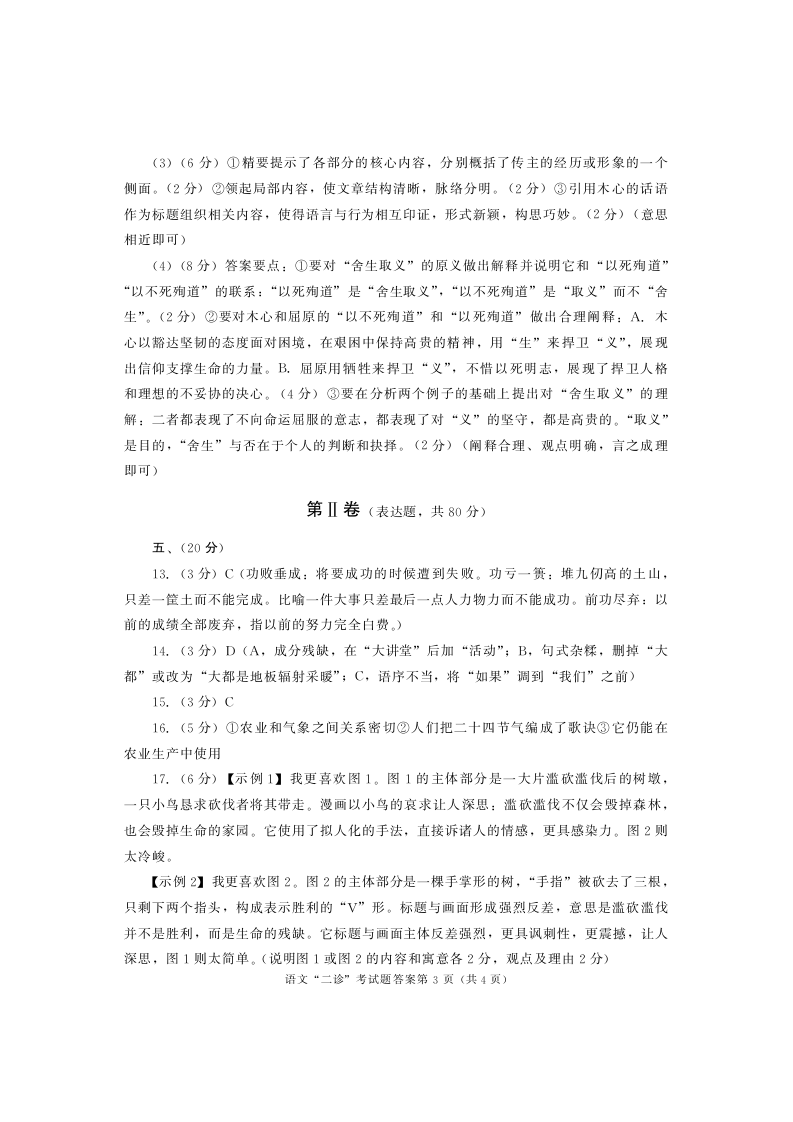 (3)(6 分)①精要提示了各部分的核心内容，分别概括了传主的经历或形象的一个
侧面。(2 分)②领起局部内容，使文章结构清晰，脉络分明。(2 分)③引用木心的话语
作为标题组织相关内容，使得语言与行为相互印证，形式新颖，构思巧妙。(2 分)(意思
相近即可)
(4)(8 分)答案要点：①要对“舍生取义”的原义做出解释并说明它和“以死殉道”
“以不死殉道”的联系：“以死殉道”是“舍生取义”，“以不死殉道”是“取义”而不“舍
生”。(2 分)②要对木心和屈原的“以不死殉道”和“以死殉道”做出合理阐释：A. 木
心以豁达坚韧的态度面对困境，在艰困中保持高贵的精神，用“生”来捍卫“义”，展现
出信仰支撑生命的力量。B. 屈原用牺牲来捍卫“义”，不惜以死明志，展现了捍卫人格
和理想的不妥协的决心。(4 分)③要在分析两个例子的基础上提出对“舍生取义”的理
解：二者都表现了不向命运屈服的意志，都表现了对“义”的坚守，都是高贵的。“取义”
是目的，“舍生”与否在于个人的判断和抉择。(2 分)(阐释合理、观点明确，言之成理
即可)
第Ⅱ卷(表达题，共 80 分)
五、(20 分)
13. (3 分)C(功败垂成：将要成功的时候遭到失败。功亏一篑：堆九仞高的土山，
只差一筐土而不能完成。比喻一件大事只差最后一点人力物力而不能成功。前功尽弃：以
前的成绩全部废弃，指以前的努力完全白费。)
14. (3 分)D(A，成分残缺，在“大讲堂”后加“活动”；B，句式杂糅，删掉“大
都”或改为“大都是地板辐射采暖”；C，语序不当，将“如果”调到“我们”之前)
15. (3 分)C
16. (5 分)①农业和气象之间关系密切②人们把二十四节气编成了歌诀③它仍能在
农业生产中使用
17. (6 分)【示例 1】我更喜欢图 1。图 1 的主体部分是一大片滥砍滥伐后的树墩，
一只小鸟恳求砍伐者将其带走。漫画以小鸟的哀求让人深思：滥砍滥伐不仅会毁掉森林，
也会毁掉生命的家园。它使用了拟人化的手法，直接诉诸人的情感，更具感染力。图 2 则
太冷峻。
【示例 2】我更喜欢图 2。图 2 的主体部分是一棵手掌形的树，“手指”被砍去了三根，
只剩下两个指头，构成表示胜利的“V”形。标题与画面形成强烈反差，意思是滥砍滥伐
并不是胜利，而是生命的残缺。它标题与画面主体反差强烈，更具讽刺性，更震撼，让人
深思，图 1 则太简单。(说明图 1 或图 2 的内容和寓意各 2 分，观点及理由 2 分)
语文“二诊”考试题答案第 3 页(共 4 页)